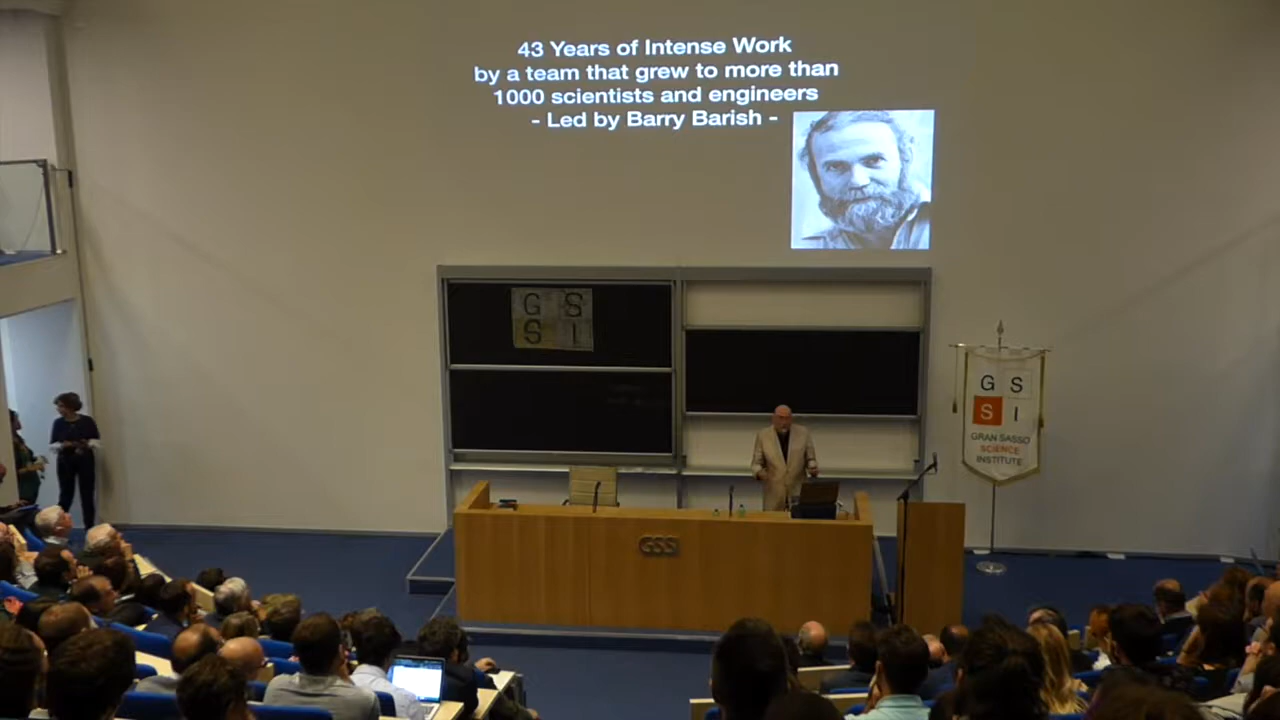 43 Years of Intense Work
by a team that grew to more than
1000 scientists and engineers
- Led by Barry Barish -
G S
S I
G S
S I
GRAN SASSO
SCIENCE
INSTITUTE
GSSI